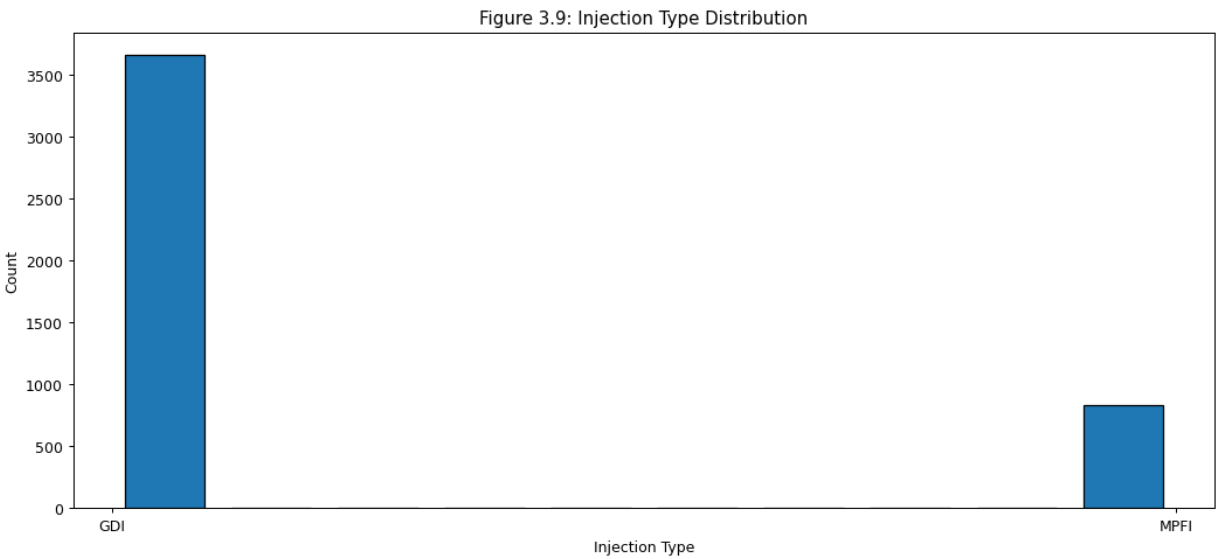 Figure 3.9: Injection Type Distribution
3500
3000
2500
2000
1500
1000
500
0
Count
GDI
MPFI
Injection Type